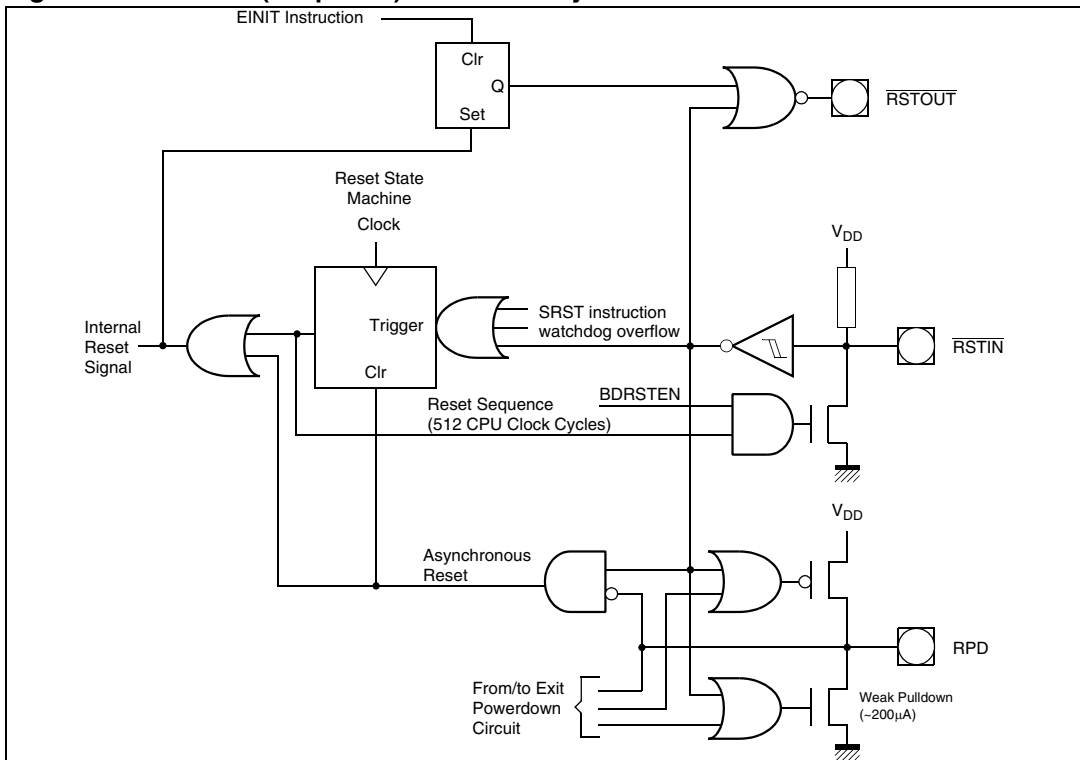 EINIT Instruction
Clr
Q
Set
RSTOUT
Reset State
Machine
Clock
VDD
Internal
Reset
Signal
Trigger
SRST instruction
watchdog overflow
RSTIN
Clr
BDRSTEN
Reset Sequence
(512 CPU Clock Cycles)
VDD
Asynchronous
Reset
RPD
From/to Exit
Powerdown
Circuit
Weak Pulldown
(~200μA)